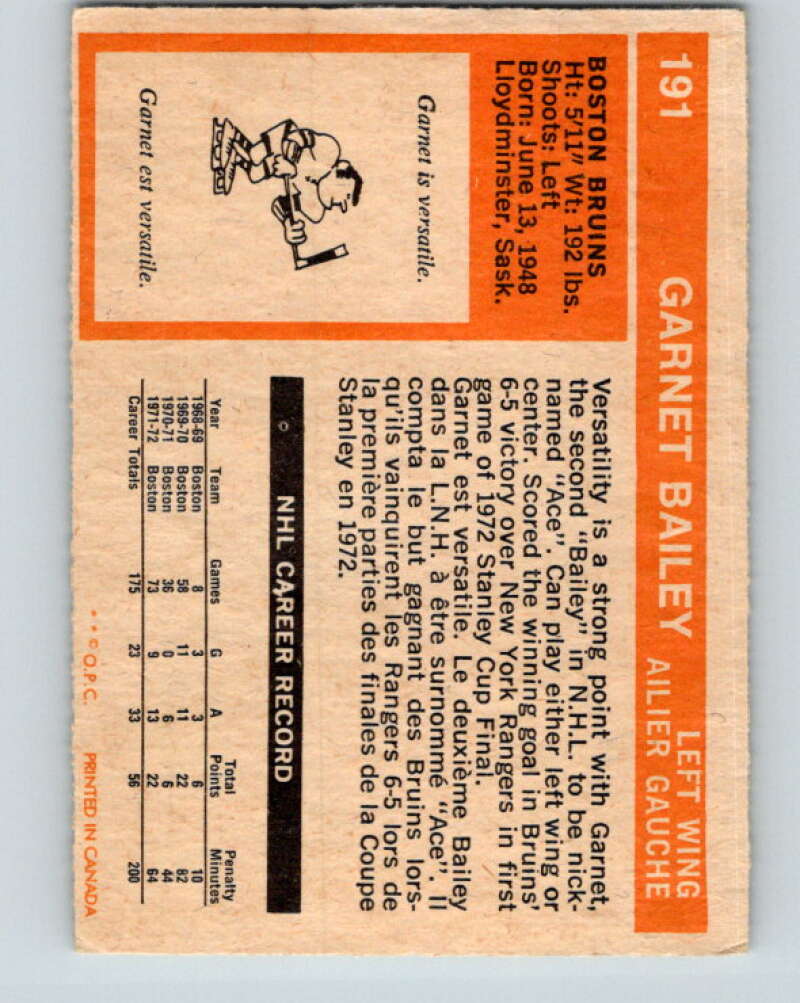 191 GARNET BAILEY LEFT WING
AILIER GAUCHE
BOSTON BRUINS
Ht: 5'11" Wt: 192 lbs.
Shoots: Left
Born: June 13, 1948
Lloydminster, Sask.
Garnet is versatile.
Garnet est versatile.
Versatility is a strong point with Garnet,
the second "Bailey" in N.H.L. to be nick-
named "Ace". Can play either left wing or
center. Scored the winning goal in Bruins'
6-5 victory over New York Rangers in first
game of 1972 Stanley Cup Final.
Garnet est versatile. Le deuxième Bailey
dans la L.N.H. à être surnommé "Ace". Il
compta le but gagnant des Bruins lors-
qu'ils vainquirent les Rangers 6-5 lors de
la première parties des finales de la Coupe
Stanley en 1972.
© NHL CAREER RECORD
Year Team Games G A Total Points Penalty Minutes
1968-69 Boston 8 3 3 6 10
1969-70 Boston 58 11 11 22 82
1970-71 Boston 36 0 6 6 44
1971-72 Boston 73 9 13 22 64
Career Totals 175 23 33 56 200
**© O.P.C. PRINTED IN CANADA